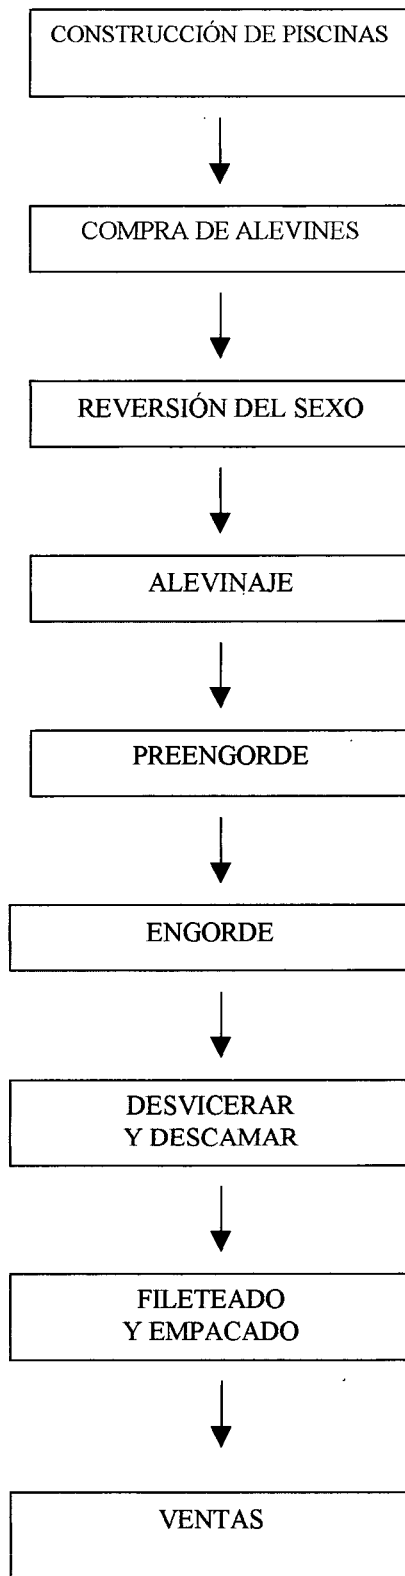 CONSTRUCCIÓN DE PISCINAS
COMPRA DE ALEVINES
REVERSIÓN DEL SEXO
ALEVINAJE
PREENGORDE
ENGORDE
DESVICERAR
Y DESCAMAR
FILETEADO
Y EMPACADO
VENTAS